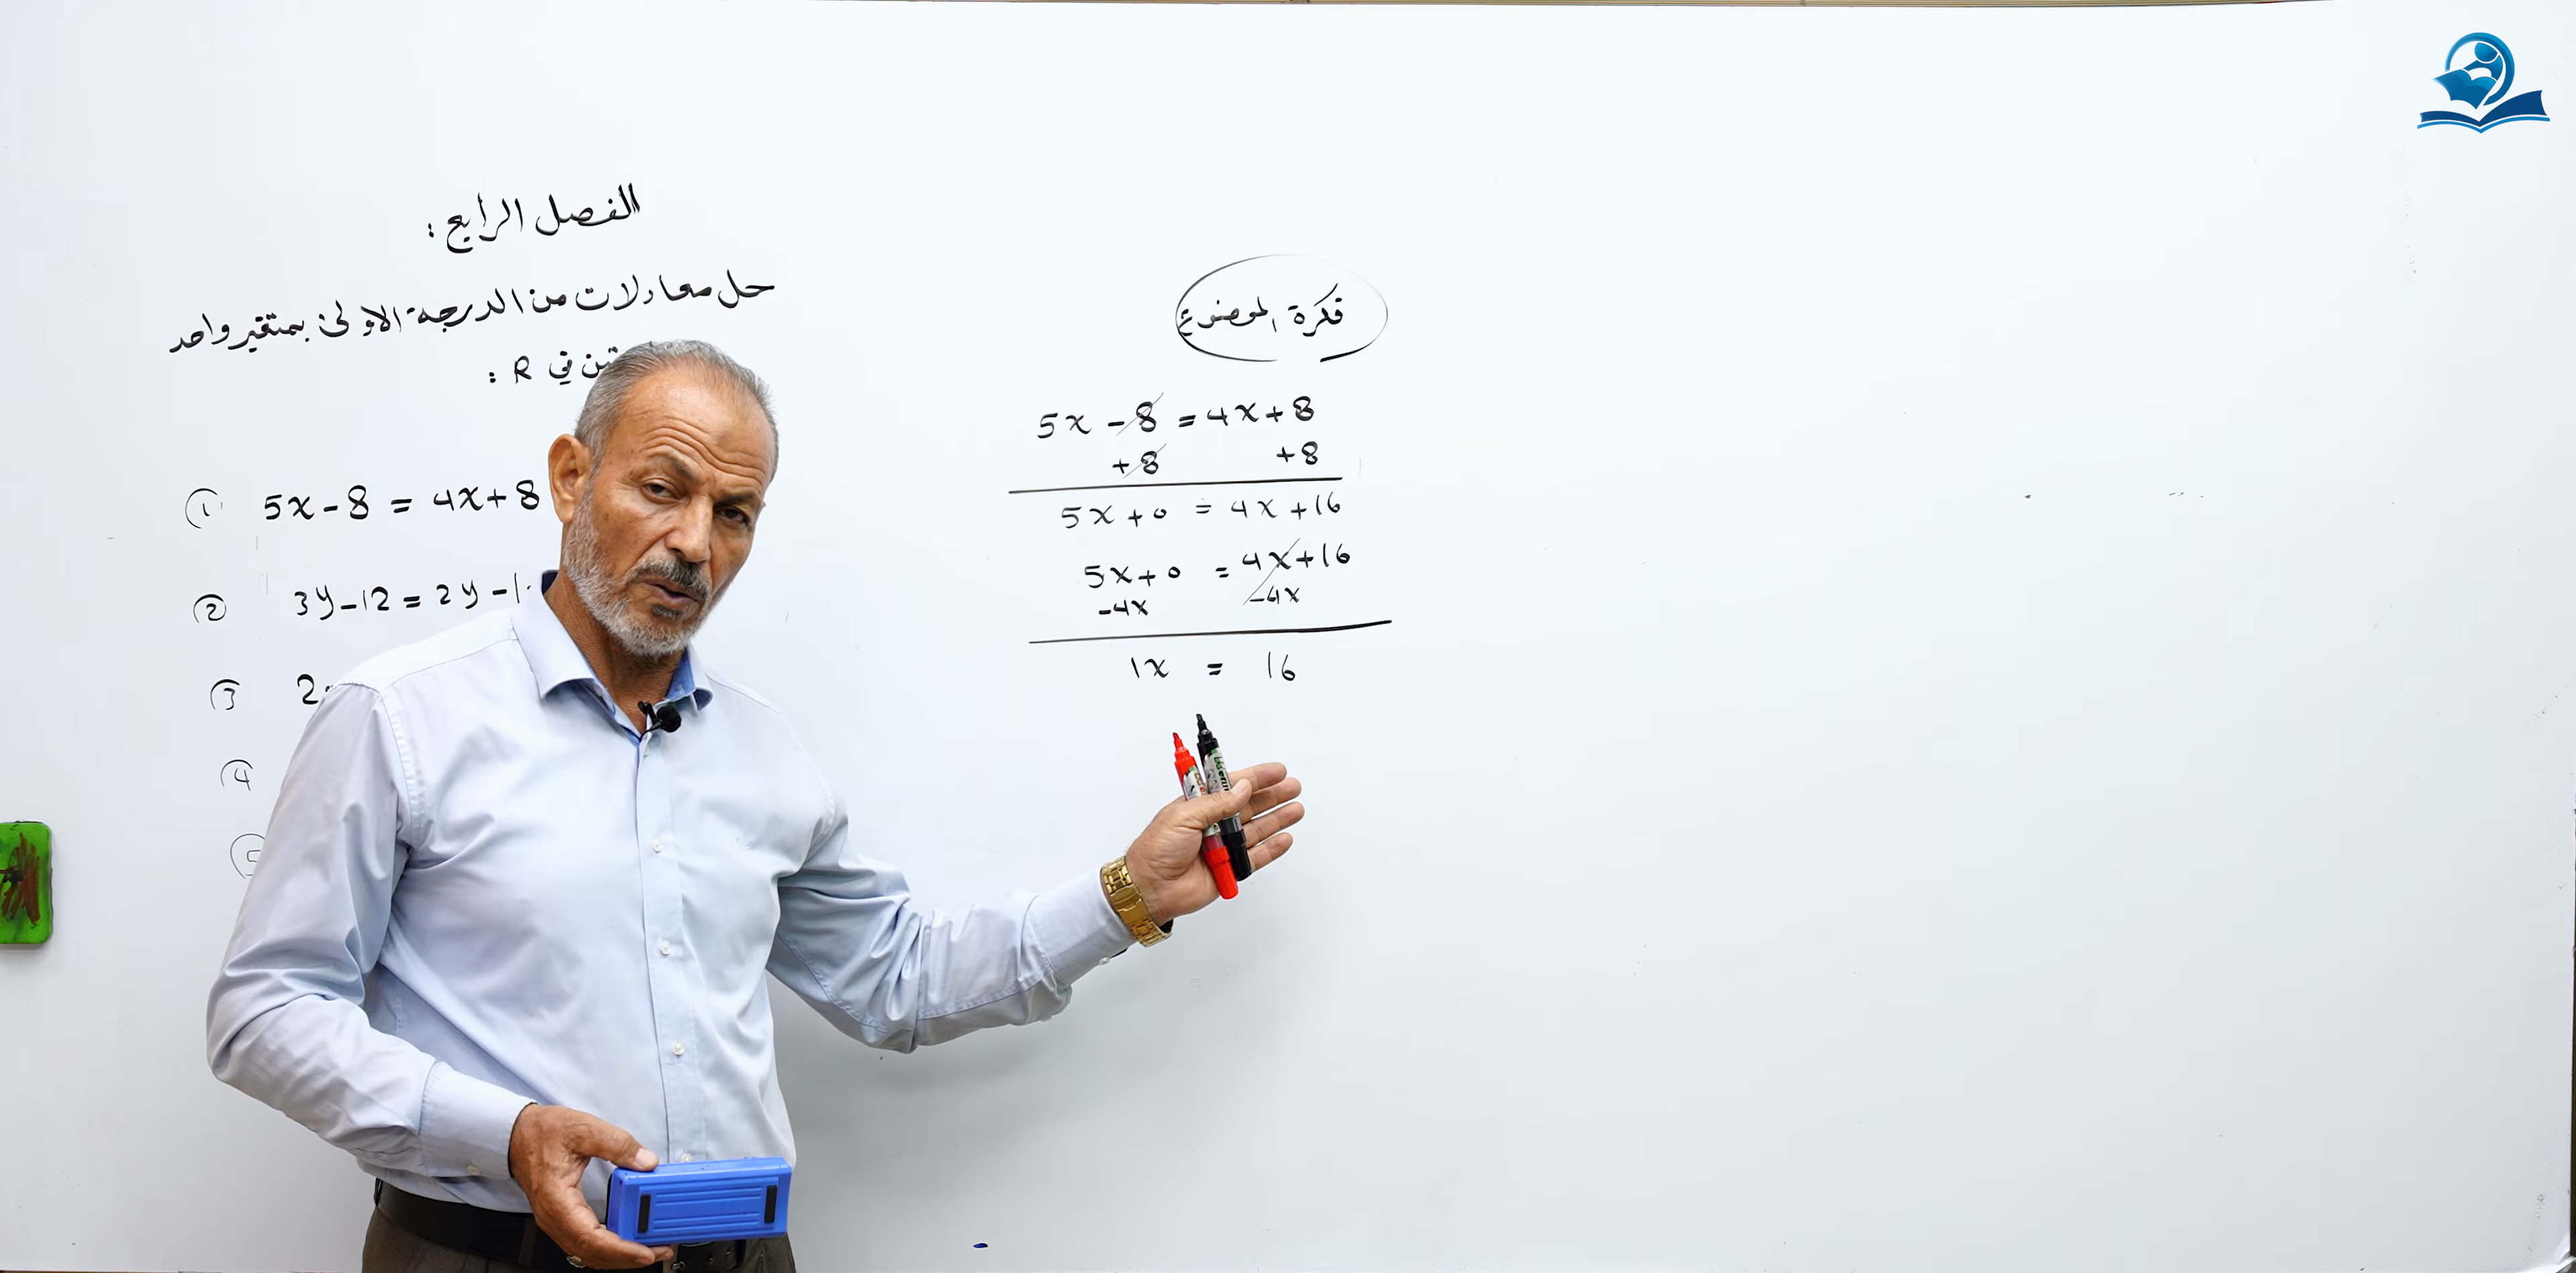 الفصل الرابع :
حل معادلات من الدرجة الاولى بمتغير واحد
في R :
① 5x - 8 = 4x + 8
② 3y - 12 = 2y - 1
③ 2
④
⑤
فكرة الموضوع
5x - 8 = 4x + 8
+8 +8
5x + 0 = 4x + 16
5x + 0 = 4x + 16
-4x -4x
1x = 16